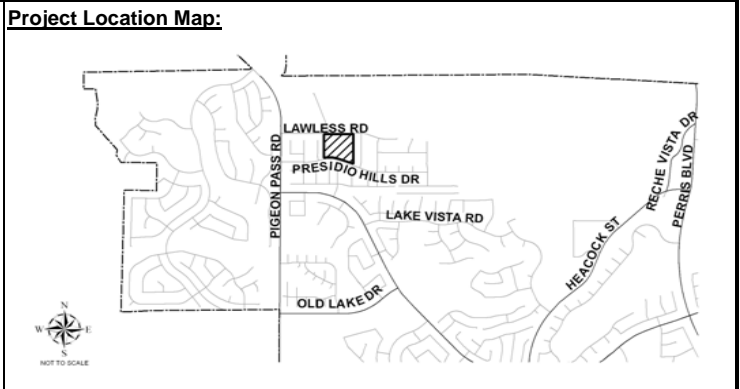 Project Location Map:
LAWLESS RD
PRESIDIO HILLS DR
PIGEON PASS RD
LAKE VISTA RD
OLD LAKE DR
HEACOCK ST
RECHE VISTA DR
PERRIS BLVD
N
W E
S
NOT TO SCALE